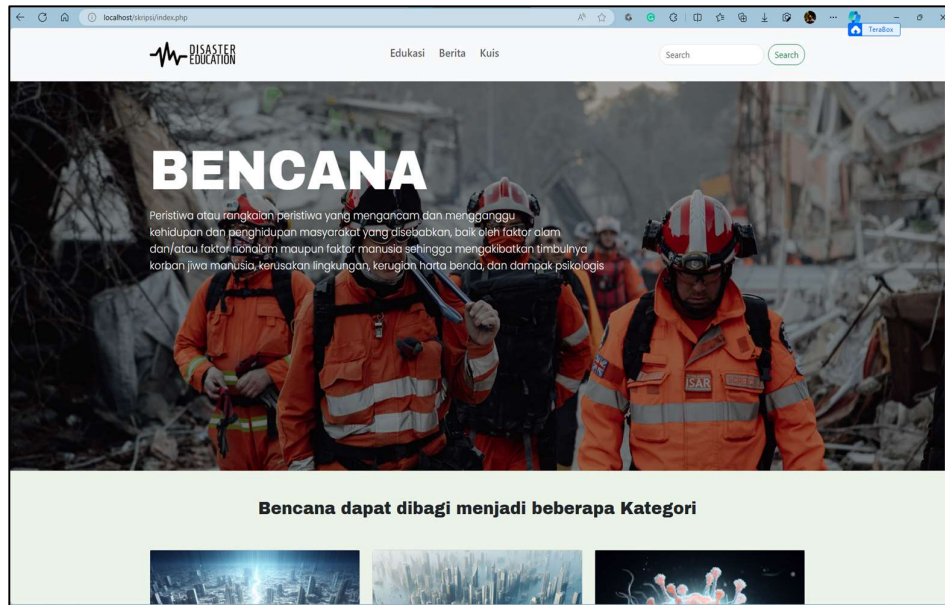 localhost/skripsi/index.php
TeraBox
DISASTER
EDUCATION
Edukasi Berita Kuis
Search Search
BENCANA
Peristiwa atau rangkaian peristiwa yang mengancam dan mengganggu
kehidupan dan penghidupan masyarakat yang disebabkan, baik oleh faktor alam
dan/atau faktor nonalam maupun faktor manusia sehingga mengakibatkan timbulnya
korban jiwa manusia, kerusakan lingkungan, kerugian harta benda, dan dampak psikologis
ISAR
Bencana dapat dibagi menjadi beberapa Kategori